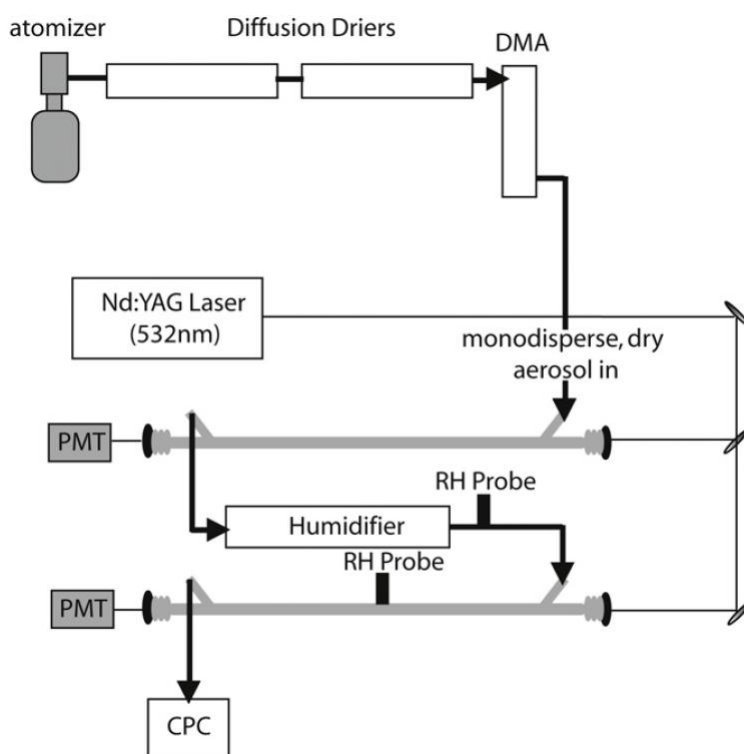 atomizer
Diffusion Driers
DMA
Nd:YAG Laser
(532nm)
monodisperse, dry
aerosol in
PMT
RH Probe
Humidifier
RH Probe
PMT
CPC